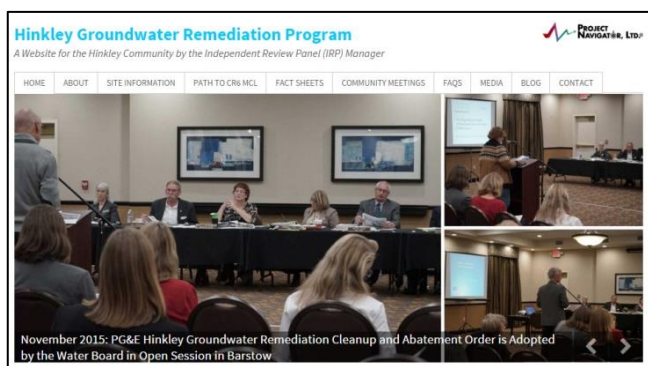 Hinkley Groundwater Remediation Program
A Website for the Hinkley Community by the Independent Review Panel (IRP) Manager
PROJECT
NAVIGATOR, LTD.
HOME ABOUT SITE INFORMATION PATH TO CR6 MCL FACT SHEETS COMMUNITY MEETINGS FAQS MEDIA BLOG CONTACT
November 2015: PG&E Hinkley Groundwater Remediation Cleanup and Abatement Order is Adopted
by the Water Board in Open Session in Barstow